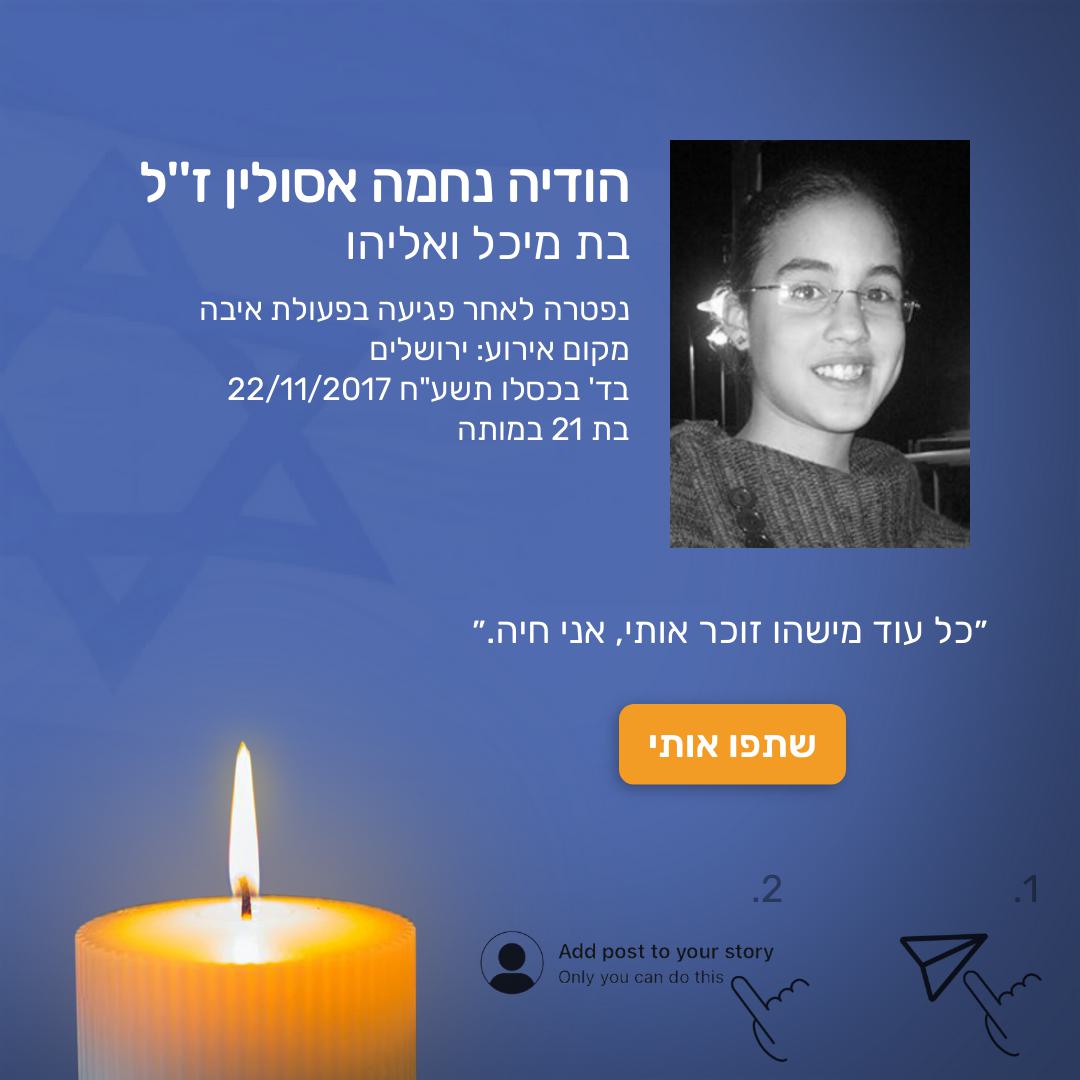 הודיה נחמה אסולין ז"ל
בת מיכל ואליהו
נפטרה לאחר פגיעה בפעולת איבה
מקום אירוע: ירושלים
בד' בכסלו תשע"ח 22/11/2017
בת 21 במותה
״כל עוד מישהו זוכר אותי, אני חיה.״
שתפו אותי
.1
.2
Add post to your story
Only you can do this